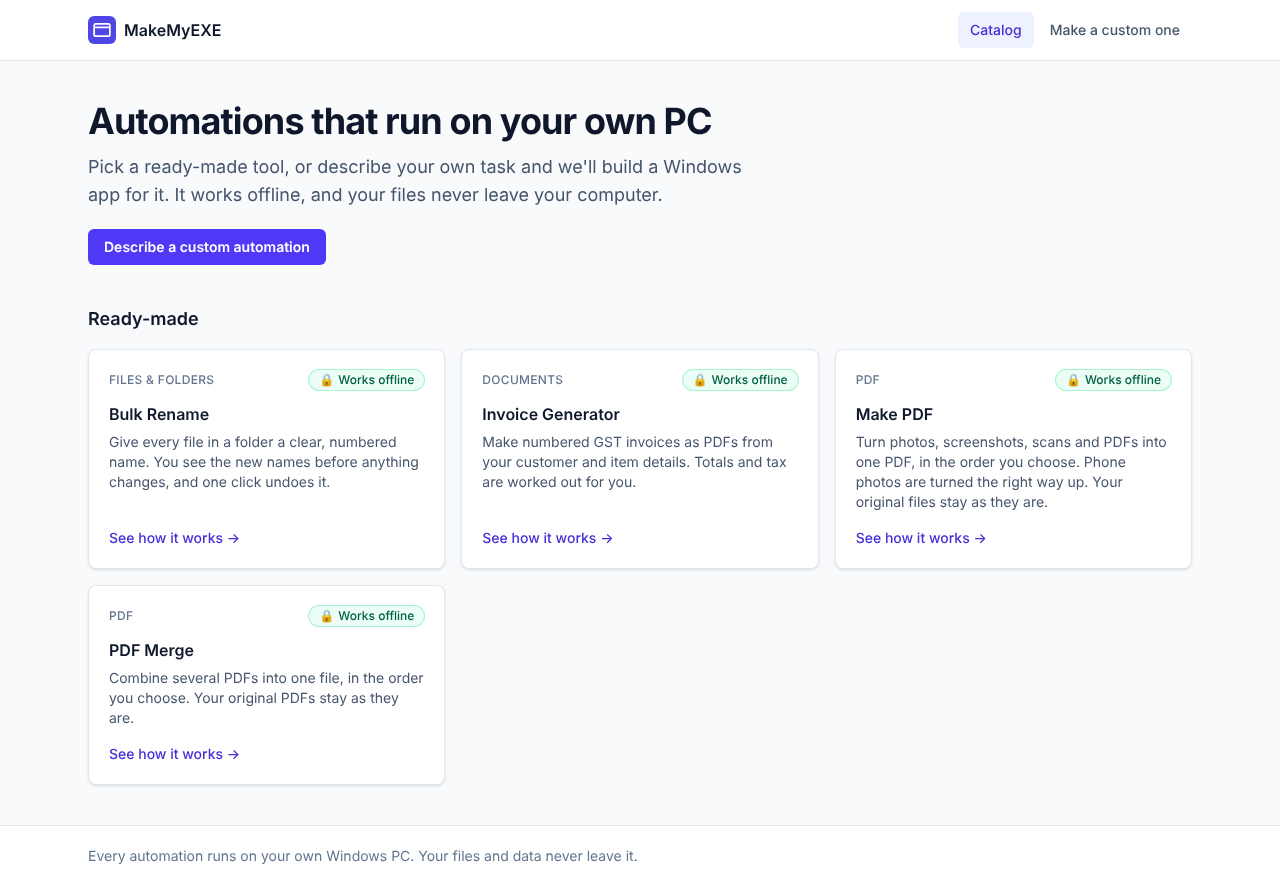 MakeMyEXE
Catalog
Make a custom one
Automations that run on your own PC
Pick a ready-made tool, or describe your own task and we'll build a Windows
app for it. It works offline, and your files never leave your computer.
Describe a custom automation
Ready-made
FILES & FOLDERS
🔒 Works offline
Bulk Rename
Give every file in a folder a clear, numbered
name. You see the new names before anything
changes, and one click undoes it.
See how it works →
DOCUMENTS
🔒 Works offline
Invoice Generator
Make numbered GST invoices as PDFs from
your customer and item details. Totals and tax
are worked out for you.
See how it works →
PDF
🔒 Works offline
Make PDF
Turn photos, screenshots, scans and PDFs into
one PDF, in the order you choose. Phone
photos are turned the right way up. Your
original files stay as they are.
See how it works →
PDF
🔒 Works offline
PDF Merge
Combine several PDFs into one file, in the order
you choose. Your original PDFs stay as they
are.
See how it works →
Every automation runs on your own Windows PC. Your files and data never leave it.